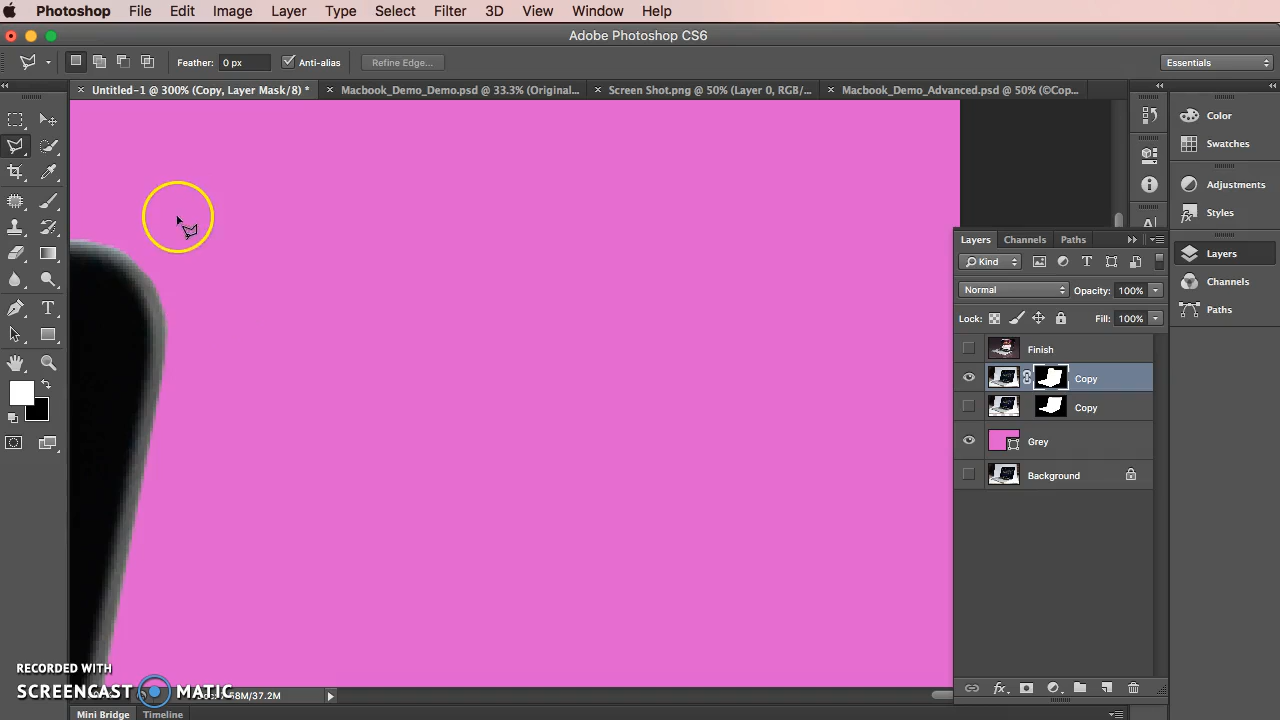 Photoshop File Edit Image Layer Type Select Filter 3D View Window Help
Adobe Photoshop CS6
Feather: 0 px Anti-alias Refine Edge... Essentials
Untitled-1 @ 300% (Copy, Layer Mask/8) * Macbook_Demo_Demo.psd @ 33.3% (Original... Screen Shot.png @ 50% (Layer 0, RGB/... Macbook_Demo_Advanced.psd @ 50% (©Cop...
Color
Swatches
Adjustments
Styles
Layers
Channels
Paths
Layers Channels Paths
Kind
Normal Opacity: 100%
Lock: Fill: 100%
Finish
Copy
Copy
Grey
Background
RECORDED WITH
SCREENCAST MATIC
M/37.2M
Mini Bridge Timeline